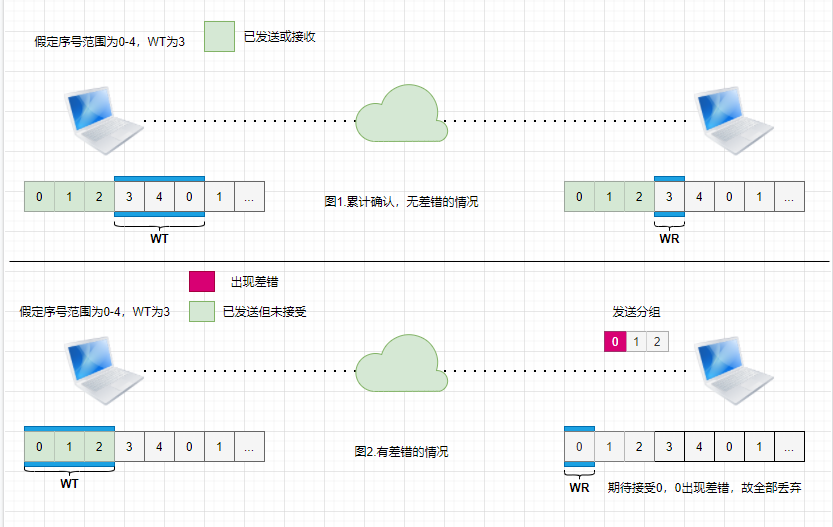 假定序号范围为0-4，WT为3
已发送或接收
0 1 2 3 4 0 1 ...
WT
图1.累计确认，无差错的情况
0 1 2 3 4 0 1 ...
WR
出现差错
假定序号范围为0-4，WT为3
已发送但未接受
发送分组
0 1 2
0 1 2 3 4 0 1 ...
WT
图2.有差错的情况
0 1 2 3 4 0 1 ...
WR
期待接受0，0出现差错，故全部丢弃